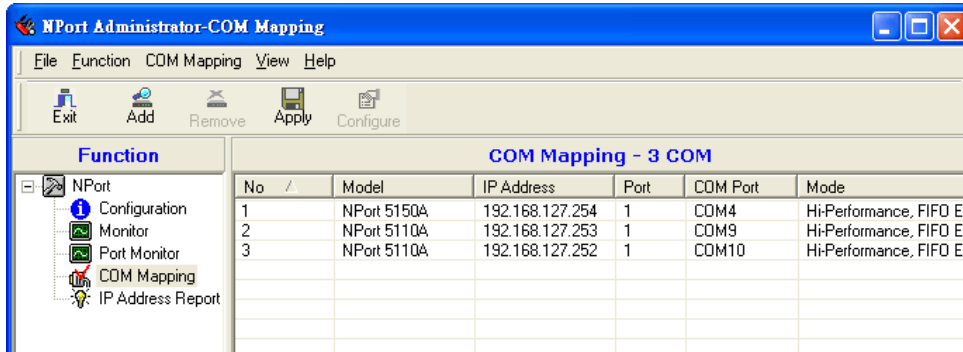 NPort Administrator-COM Mapping
File Function COM Mapping View Help
Exit Add Remove Apply Configure
Function
NPort
Configuration
Monitor
Port Monitor
COM Mapping
IP Address Report
COM Mapping - 3 COM
No Model IP Address Port COM Port Mode
1 NPort 5150A 192.168.127.254 1 COM4 Hi-Performance, FIFO E
2 NPort 5110A 192.168.127.253 1 COM9 Hi-Performance, FIFO E
3 NPort 5110A 192.168.127.252 1 COM10 Hi-Performance, FIFO E